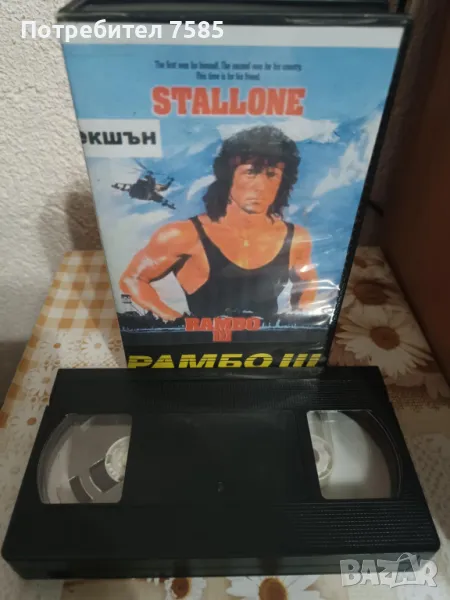 Потребител 7585
The first was for himself. The second was for his country.
This time is for his friend.
STALLONE
екшън
RAMBO
III
РАМБО III
BAZAR